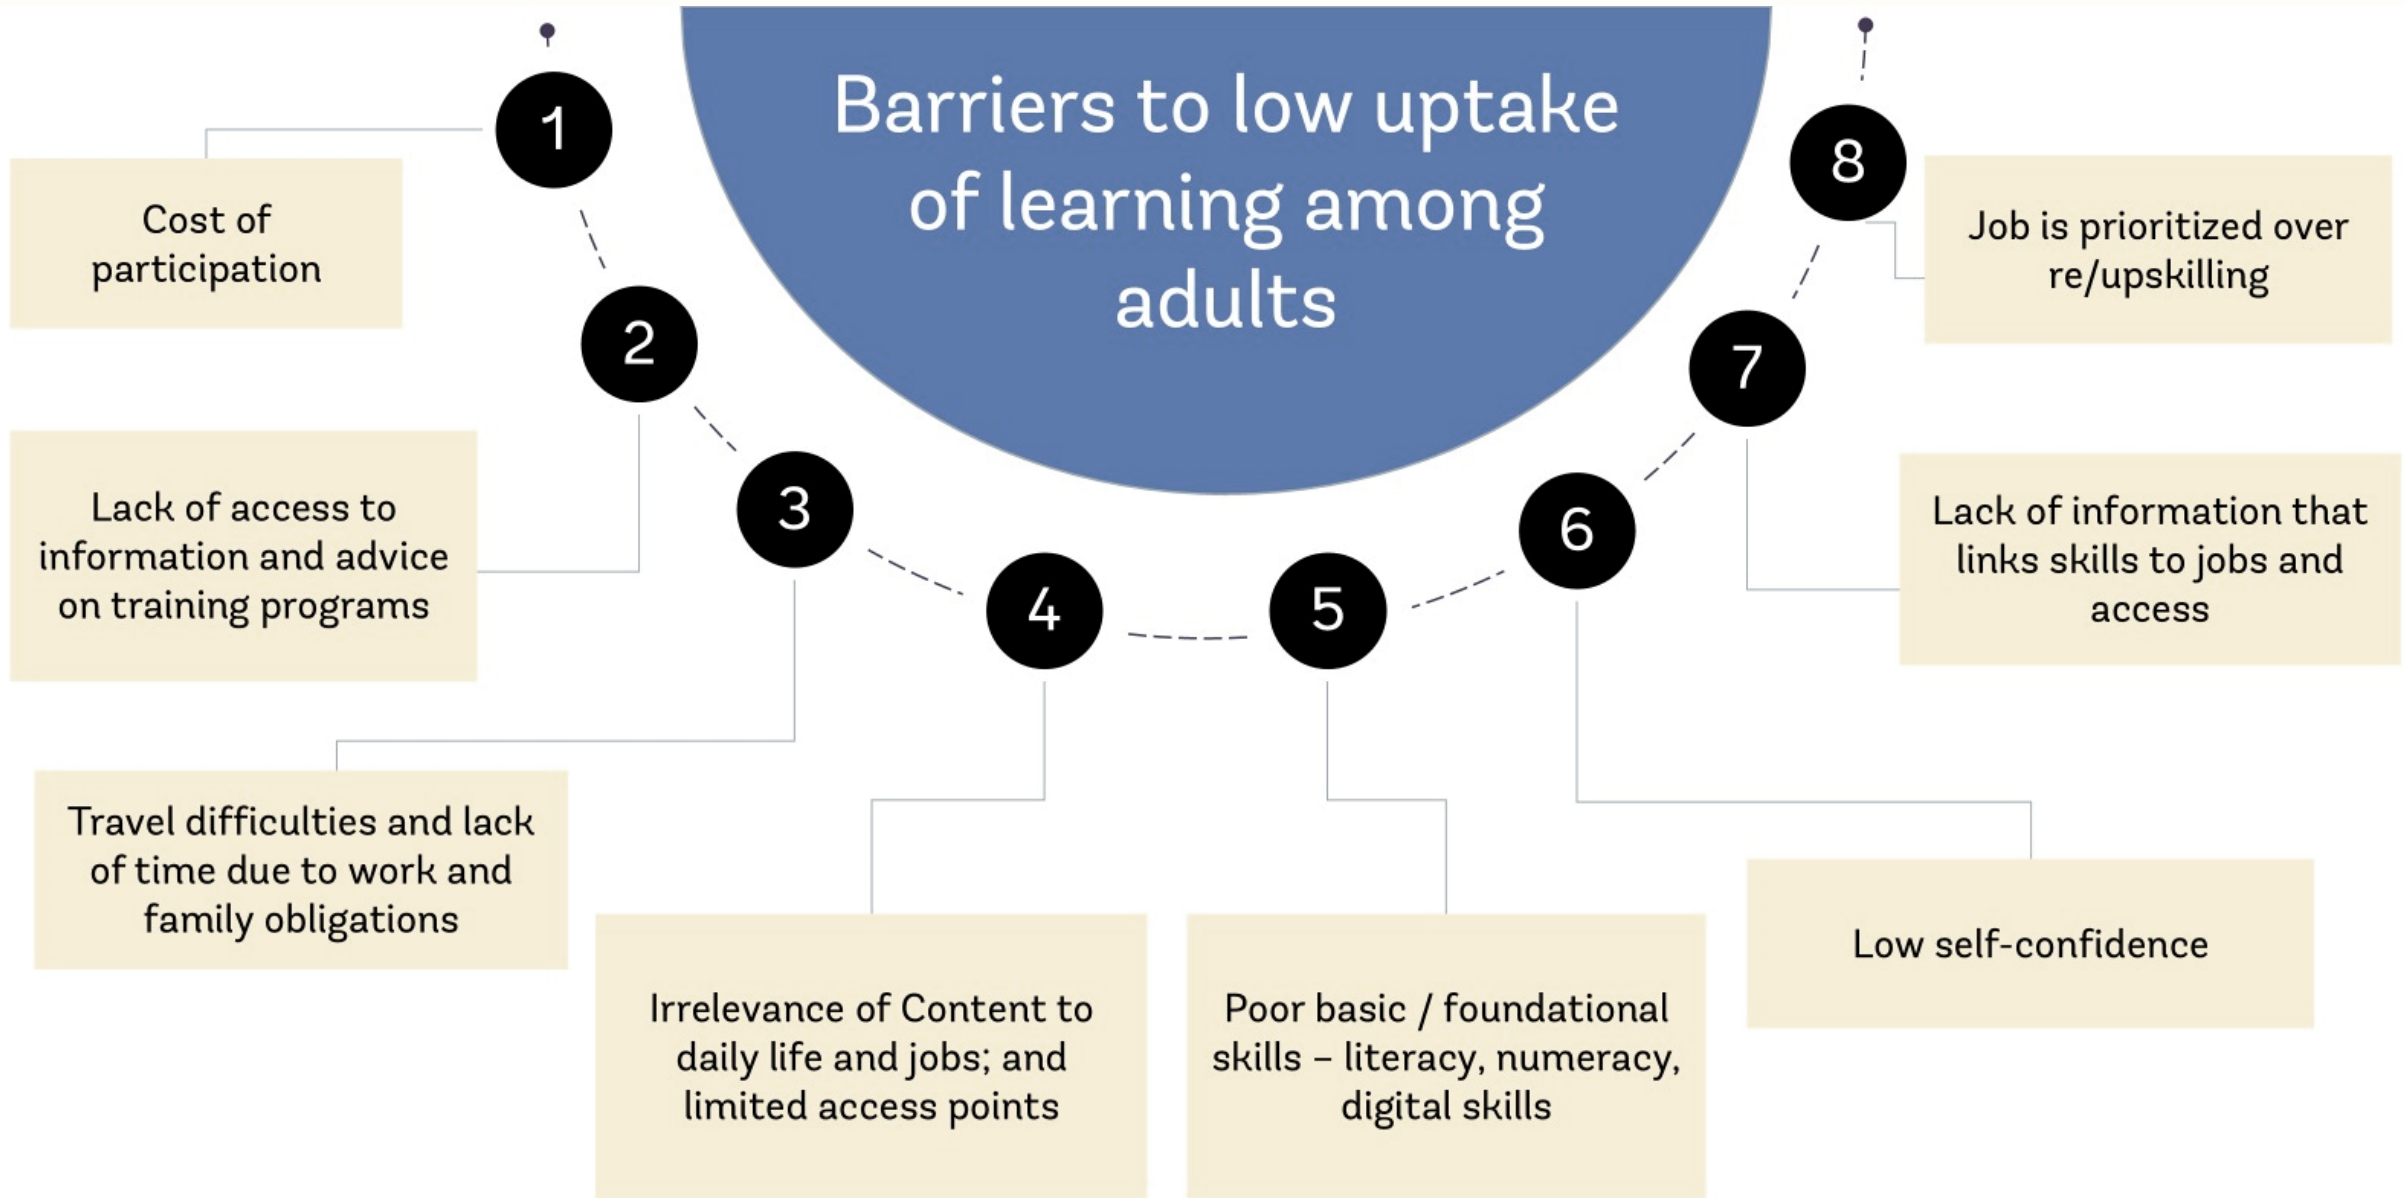 Barriers to low uptake
of learning among
adults
1
Cost of
participation
2
Lack of access to
information and advice
on training programs
3
Travel difficulties and lack
of time due to work and
family obligations
4
Irrelevance of Content to
daily life and jobs; and
limited access points
5
Poor basic / foundational
skills – literacy, numeracy,
digital skills
6
Low self-confidence
7
Lack of information that
links skills to jobs and
access
8
Job is prioritized over
re/upskilling